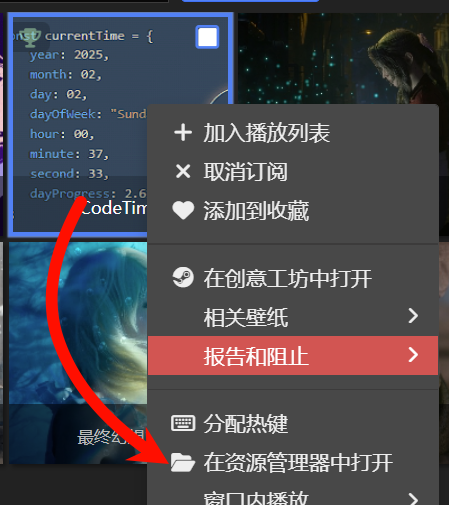 const currentTime = {
year: 2025,
month: 02,
day: 02,
dayOfWeek: "Sund
hour: 00,
minute: 37,
second: 33,
dayProgress: 2.6
CodeTim
加入播放列表
取消订阅
添加到收藏
在创意工坊中打开
相关壁纸
报告和阻止
最终幻想
分配热键
在资源管理器中打开
窗口内播放